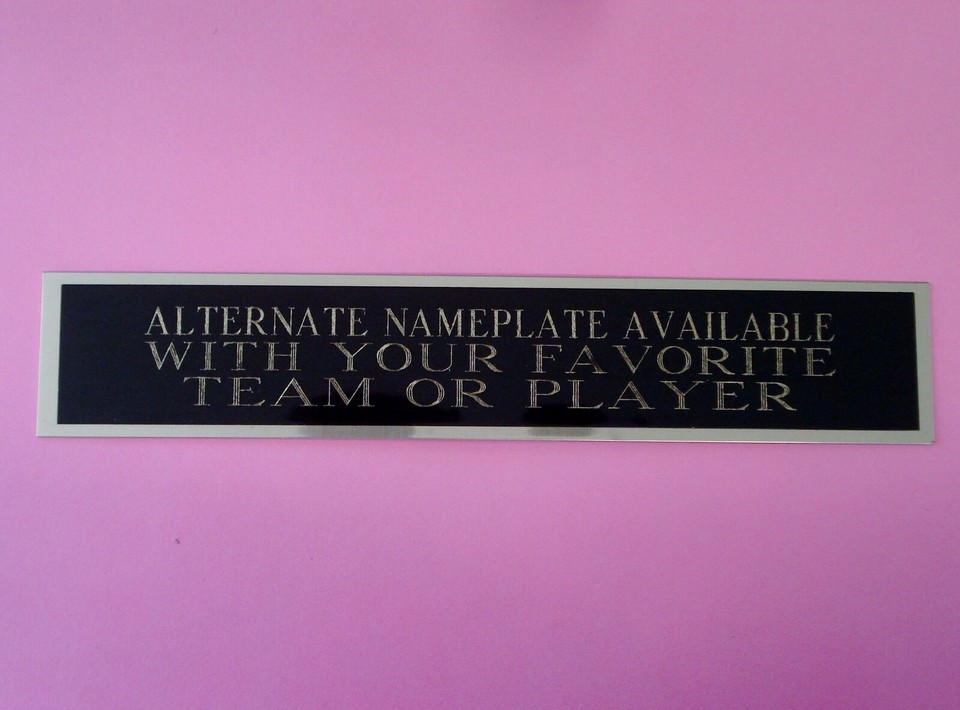 ALTERNATE NAMEPLATE AVAILABLE
WITH YOUR FAVORITE
TEAM OR PLAYER